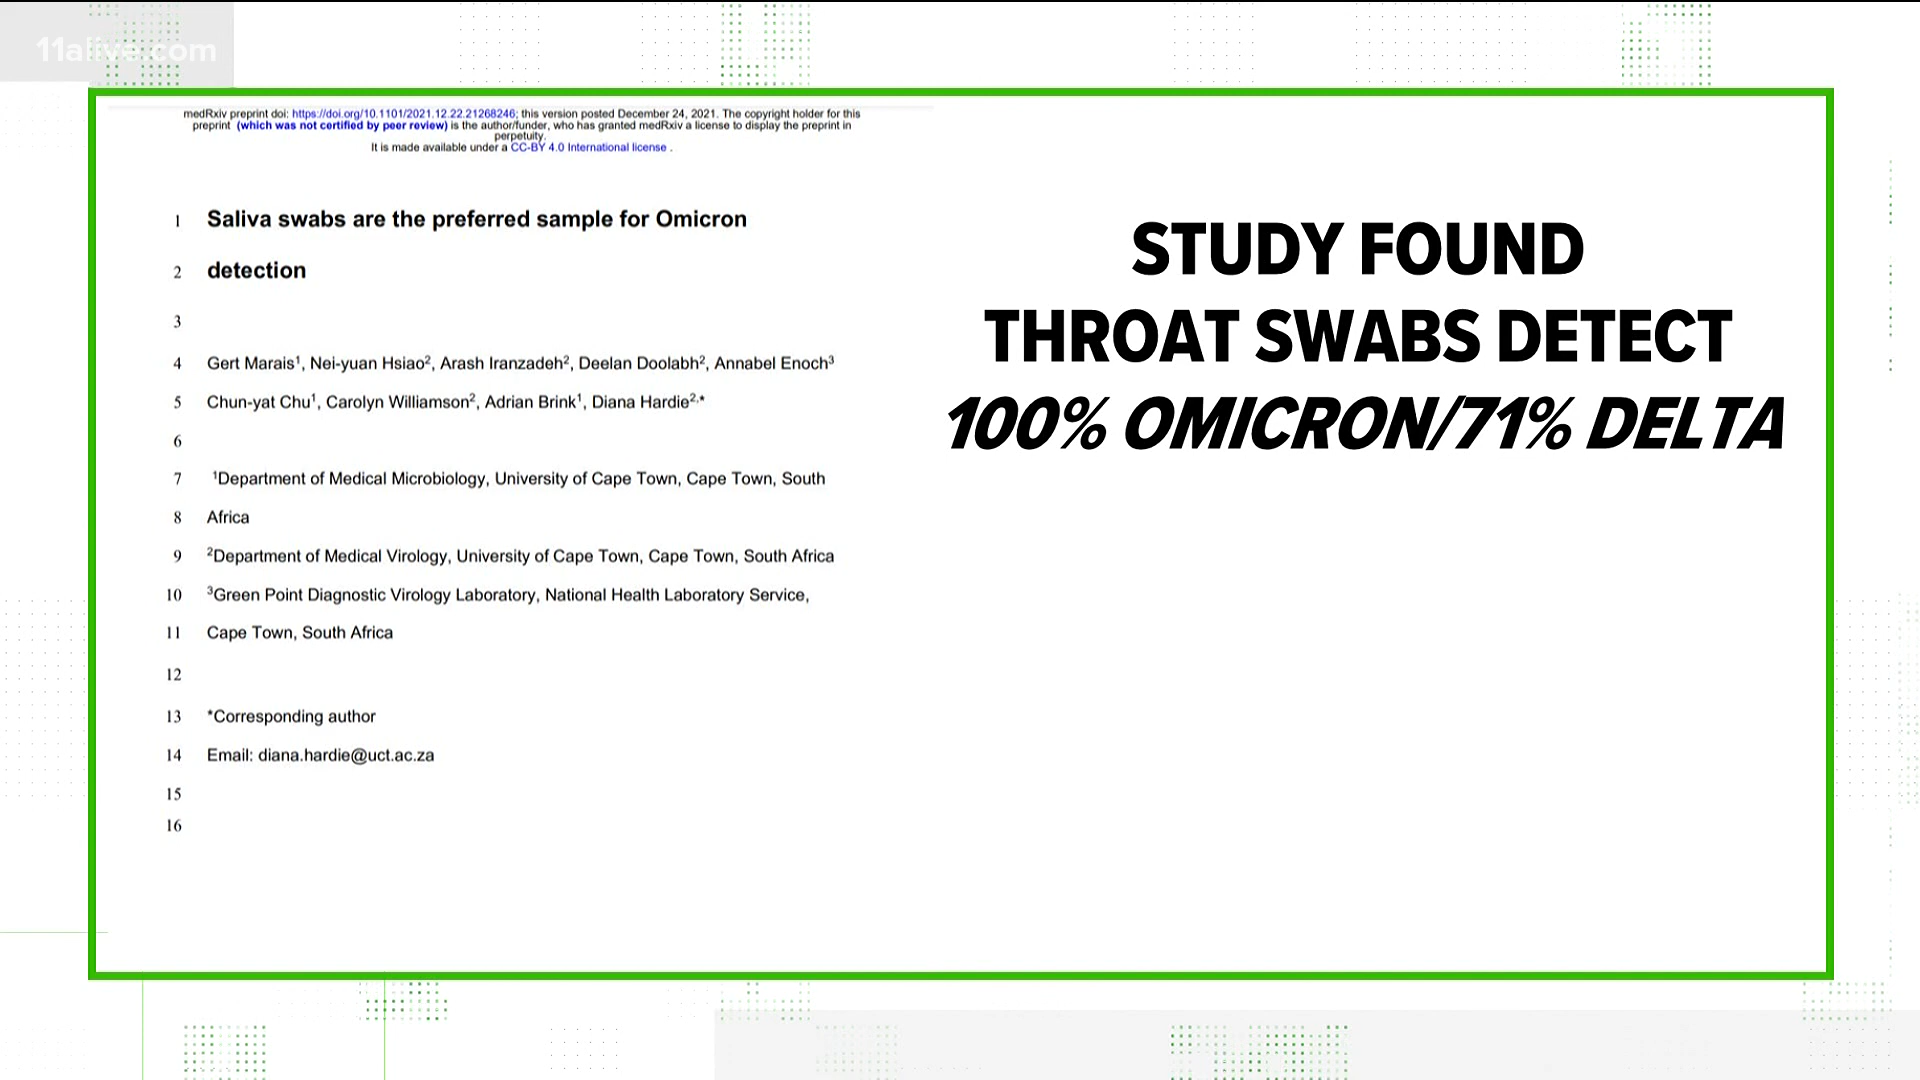 11alive.com
medRxiv preprint doi: https://doi.org/10.1101/2021.12.22.21268246; this version posted December 24, 2021. The copyright holder for this
preprint (which was not certified by peer review) is the author/funder, who has granted medRxiv a license to display the preprint in
perpetuity.
It is made available under a CC-BY 4.0 International license .
1 Saliva swabs are the preferred sample for Omicron
2 detection
3
4 Gert Marais¹, Nei-yuan Hsiao², Arash Iranzadeh², Deelan Doolabh², Annabel Enoch³
5 Chun-yat Chu¹, Carolyn Williamson², Adrian Brink¹, Diana Hardie²,*
6
7 ¹Department of Medical Microbiology, University of Cape Town, Cape Town, South
8 Africa
9 ²Department of Medical Virology, University of Cape Town, Cape Town, South Africa
10 ³Green Point Diagnostic Virology Laboratory, National Health Laboratory Service,
11 Cape Town, South Africa
12
13 *Corresponding author
14 Email: diana.hardie@uct.ac.za
15
16
STUDY FOUND
THROAT SWABS DETECT
100% OMICRON/71% DELTA